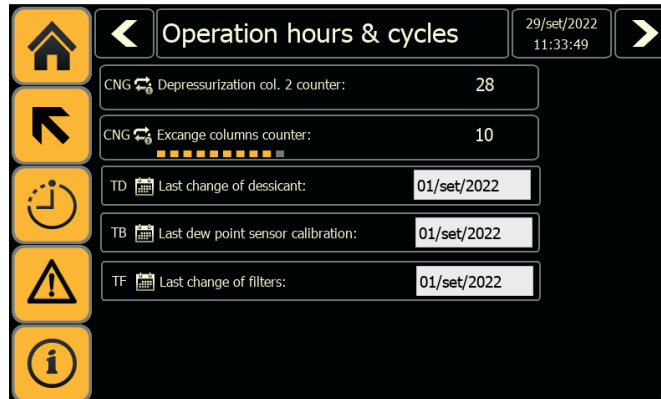 Operation hours & cycles
29/set/2022
11:33:49
CNG Depressurization col. 2 counter: 28
CNG Excange columns counter: 10
TD Last change of dessicant: 01/set/2022
TB Last dew point sensor calibration: 01/set/2022
TF Last change of filters: 01/set/2022